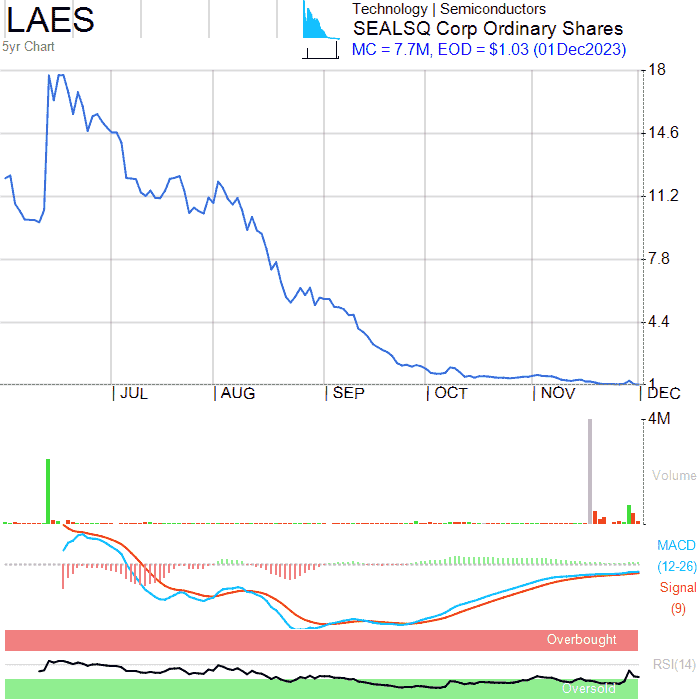 LAES
5yr Chart
Technology | Semiconductors
SEALSQ Corp Ordinary Shares
MC = 7.7M, EOD = $1.03 (01Dec2023)
18
14.6
11.2
7.8
4.4
1
JUL
AUG
SEP
OCT
NOV
DEC
4M
Volume
MACD
(12-26)
Signal
(9)
Overbought
RSI(14)
Oversold